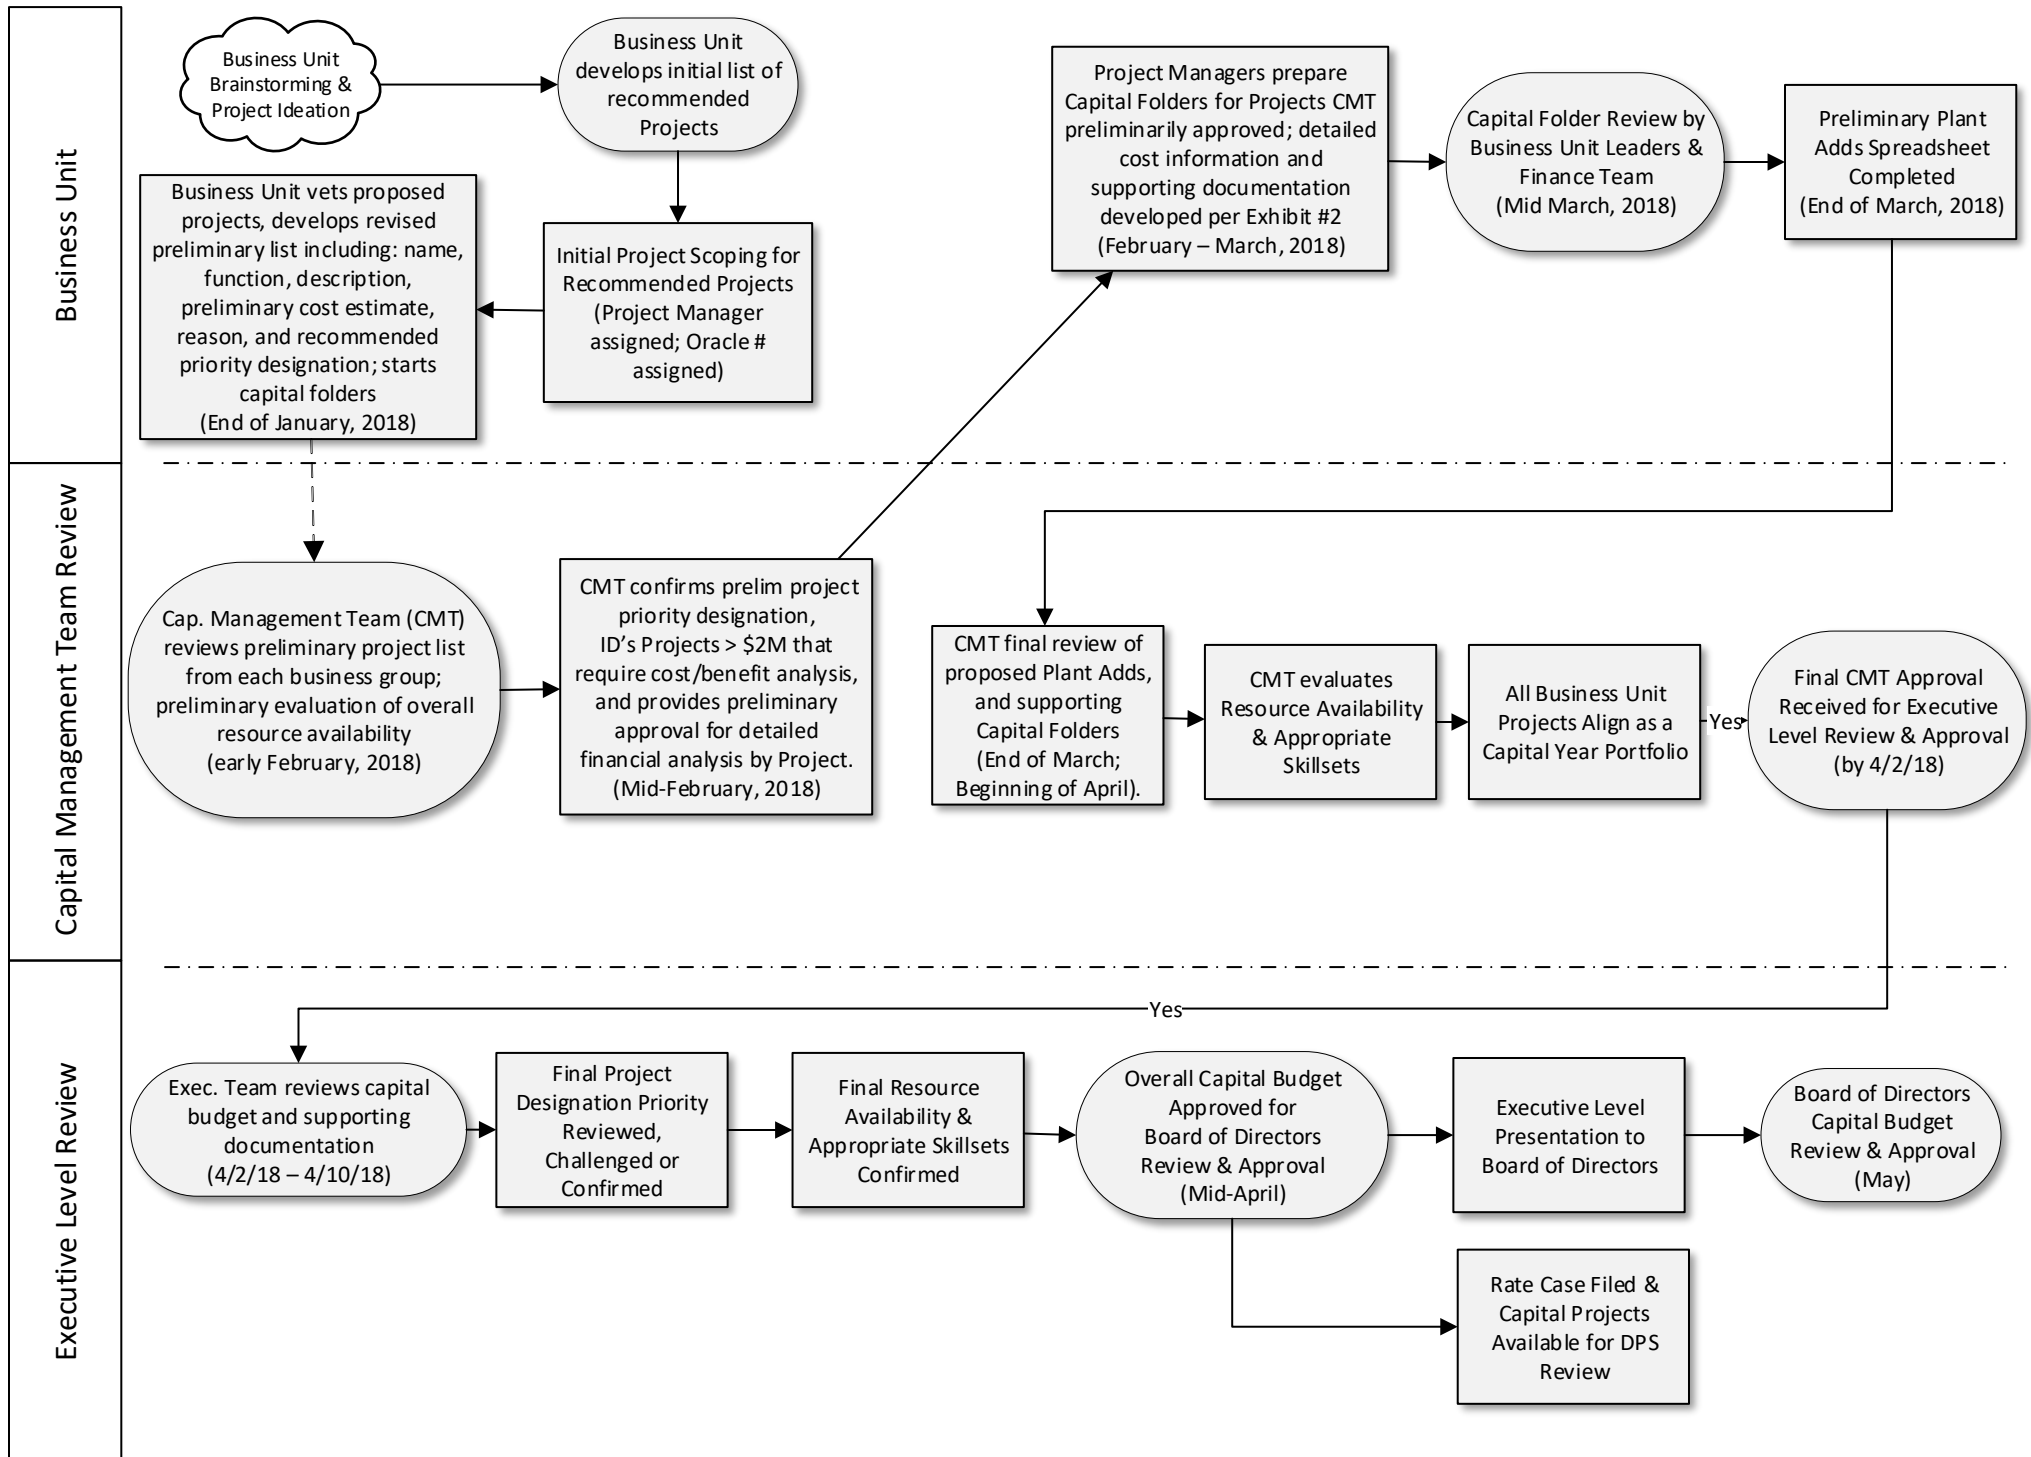 Business Unit
Business Unit
Brainstorming &
Project Ideation
Business Unit
develops initial list of
recommended
Projects
Initial Project Scoping for
Recommended Projects
(Project Manager
assigned; Oracle #
assigned)
Business Unit vets proposed
projects, develops revised
preliminary list including: name,
function, description,
preliminary cost estimate,
reason, and recommended
priority designation; starts
capital folders
(End of January, 2018)
Project Managers prepare
Capital Folders for Projects CMT
preliminarily approved; detailed
cost information and
supporting documentation
developed per Exhibit #2
(February – March, 2018)
Capital Folder Review by
Business Unit Leaders &
Finance Team
(Mid March, 2018)
Preliminary Plant
Adds Spreadsheet
Completed
(End of March, 2018)
Capital Management Team Review
Cap. Management Team (CMT)
reviews preliminary project list
from each business group;
preliminary evaluation of overall
resource availability
(early February, 2018)
CMT confirms prelim project
priority designation,
ID’s Projects > $2M that
require cost/benefit analysis,
and provides preliminary
approval for detailed
financial analysis by Project.
(Mid-February, 2018)
CMT final review of
proposed Plant Adds,
and supporting
Capital Folders
(End of March;
Beginning of April).
CMT evaluates
Resource Availability
& Appropriate
Skillsets
All Business Unit
Projects Align as a
Capital Year Portfolio
Yes
Final CMT Approval
Received for Executive
Level Review & Approval
(by 4/2/18)
Yes
Executive Level Review
Exec. Team reviews capital
budget and supporting
documentation
(4/2/18 – 4/10/18)
Final Project
Designation Priority
Reviewed,
Challenged or
Confirmed
Final Resource
Availability &
Appropriate Skillsets
Confirmed
Overall Capital Budget
Approved for
Board of Directors
Review & Approval
(Mid-April)
Executive Level
Presentation to
Board of Directors
Board of Directors
Capital Budget
Review & Approval
(May)
Rate Case Filed &
Capital Projects
Available for DPS
Review